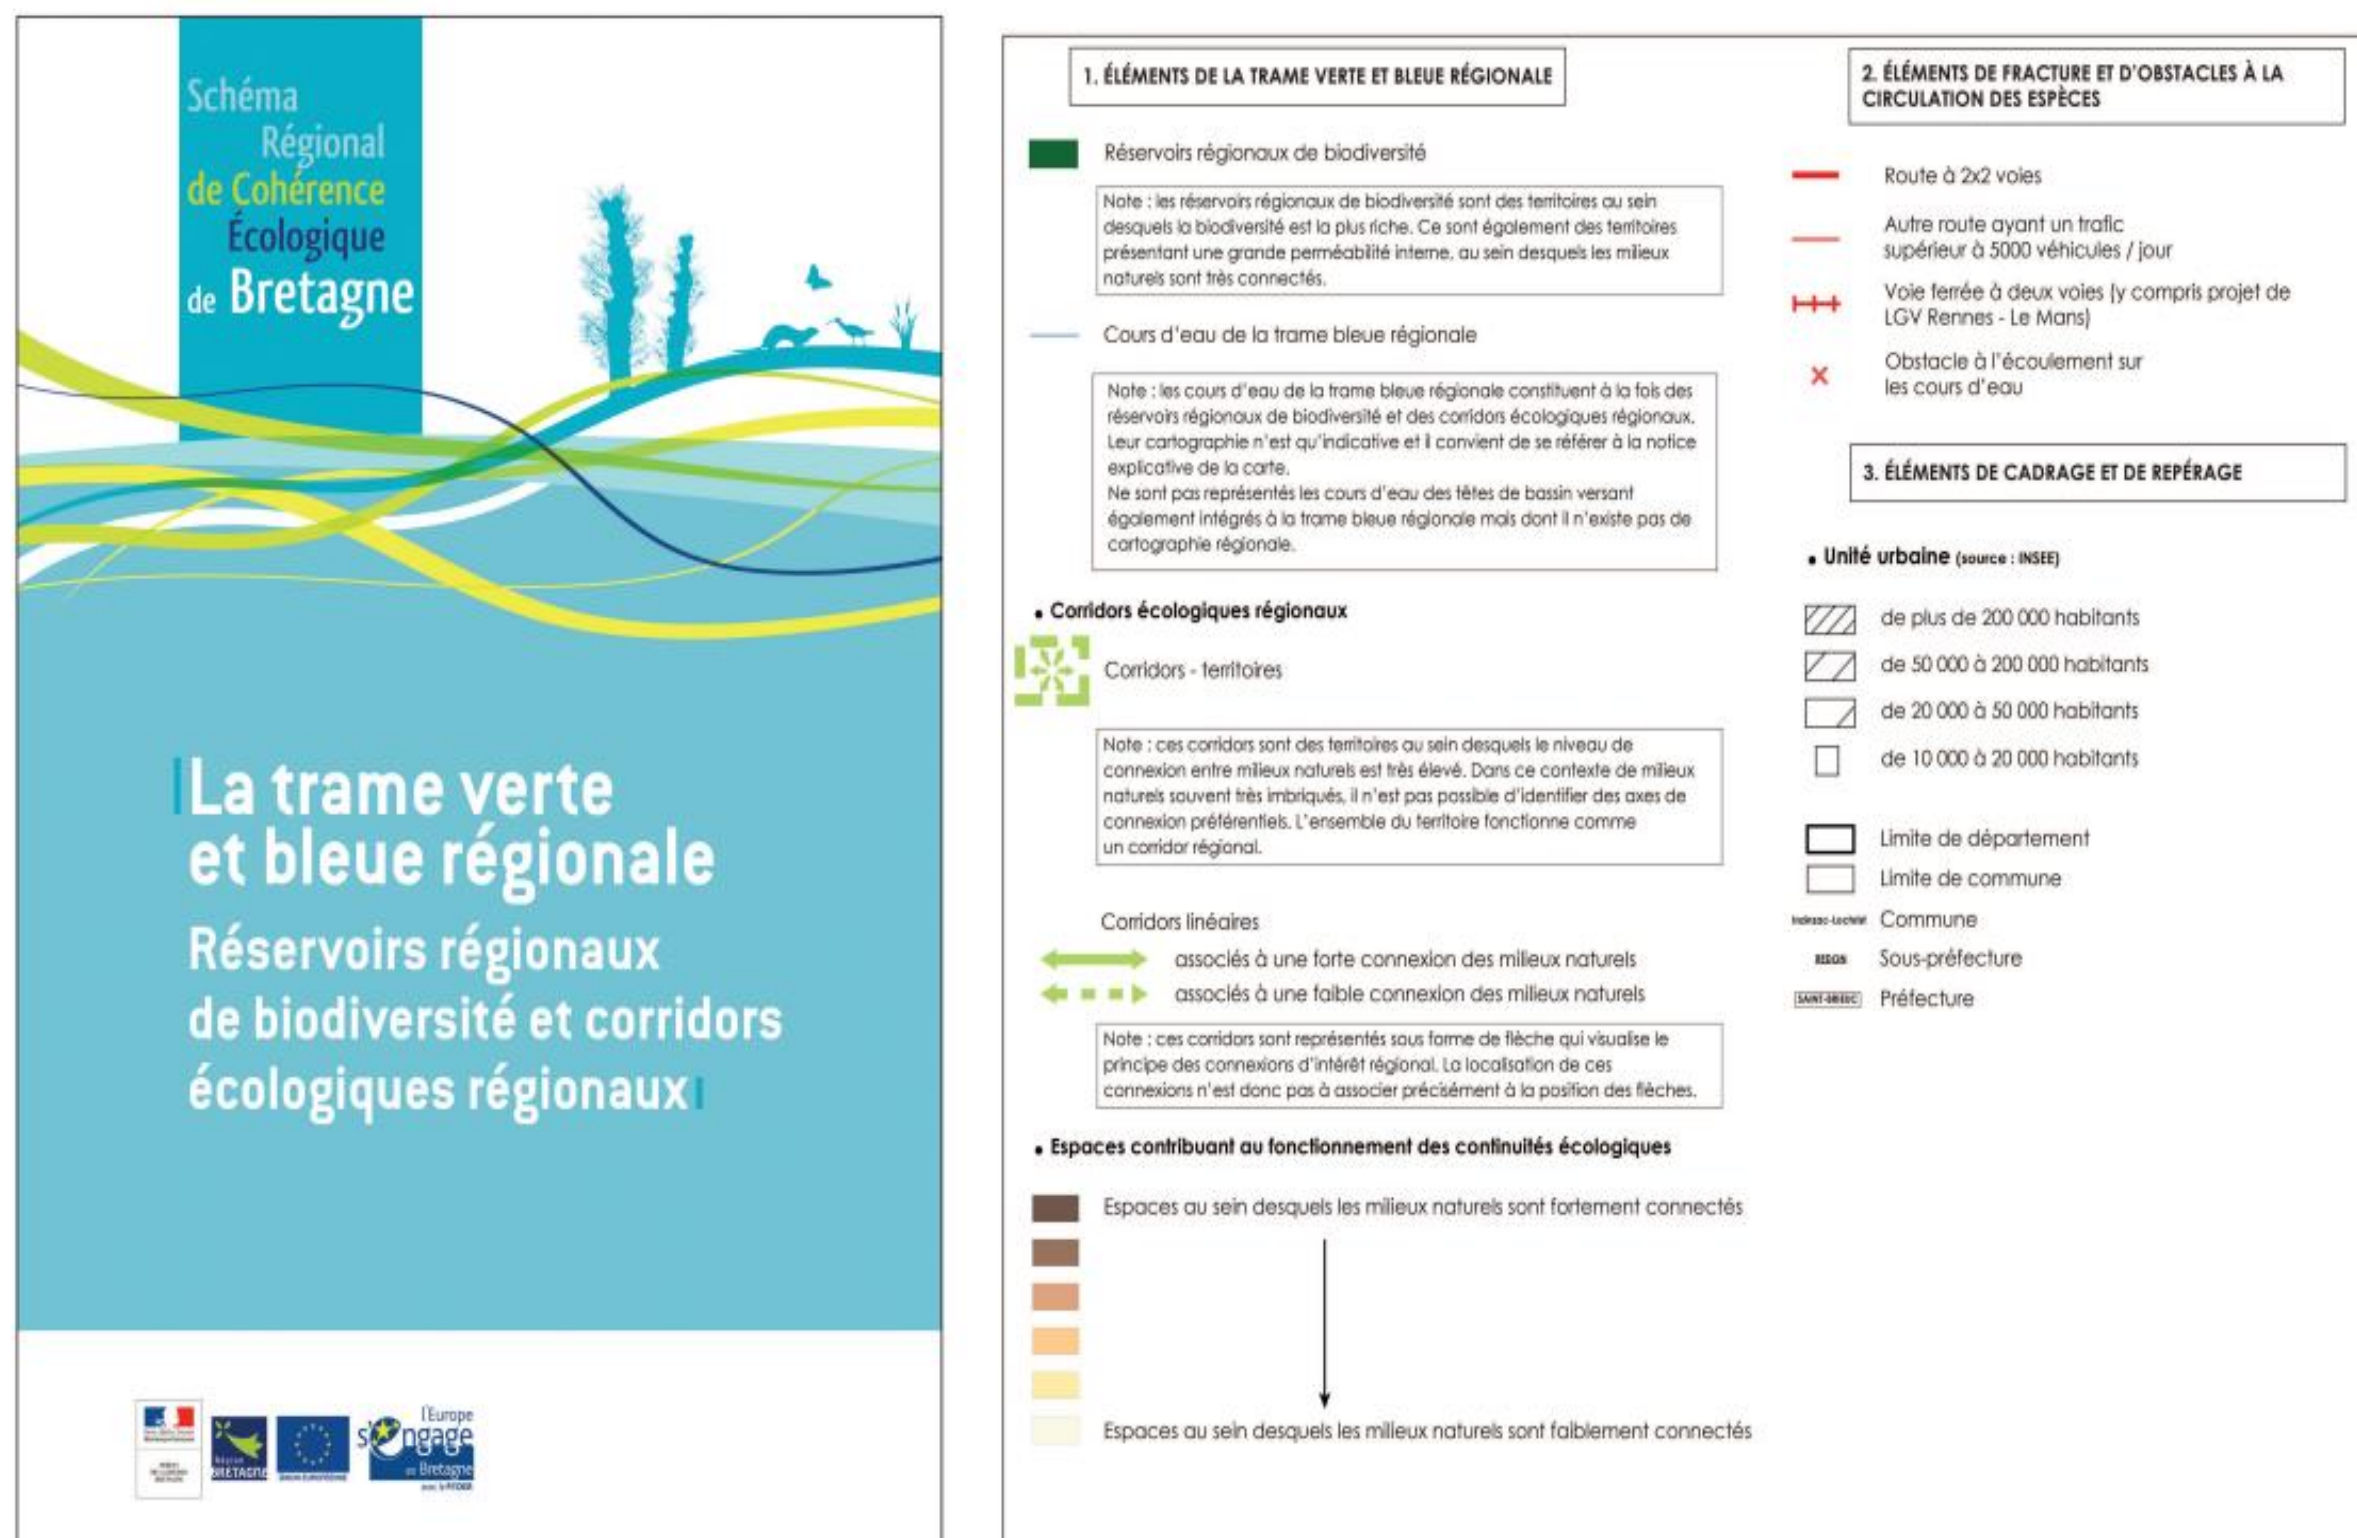 Schéma
Régional
de Cohérence
Écologique
de Bretagne
La trame verte
et bleue régionale
Réservoirs régionaux
de biodiversité et corridors
écologiques régionaux
Région
BRETAGNE
UNION EUROPÉENNE
l'Europe
s'engage
en Bretagne
avec le FEDER
1. ÉLÉMENTS DE LA TRAME VERTE ET BLEUE RÉGIONALE
Réservoirs régionaux de biodiversité
Note : les réservoirs régionaux de biodiversité sont des territoires au sein
desquels la biodiversité est la plus riche. Ce sont également des territoires
présentant une grande perméabilité interne, au sein desquels les milieux
naturels sont très connectés.
Cours d'eau de la trame bleue régionale
Note : les cours d'eau de la trame bleue régionale constituent à la fois des
réservoirs régionaux de biodiversité et des corridors écologiques régionaux.
Leur cartographie n'est qu'indicative et il convient de se référer à la notice
explicative de la carte.
Ne sont pas représentés les cours d'eau des têtes de bassin versant
également intégrés à la trame bleue régionale mais dont il n'existe pas de
cartographie régionale.
• Corridors écologiques régionaux
Corridors - territoires
Note : ces corridors sont des territoires au sein desquels le niveau de
connexion entre milieux naturels est très élevé. Dans ce contexte de milieux
naturels souvent très imbriqués, il n'est pas possible d'identifier des axes de
connexion préférentiels. L'ensemble du territoire fonctionne comme
un corridor régional.
Corridors linéaires
associés à une forte connexion des milieux naturels
associés à une faible connexion des milieux naturels
Note : ces corridors sont représentés sous forme de flèche qui visualise le
principe des connexions d'intérêt régional. La localisation de ces
connexions n'est donc pas à associer précisément à la position des flèches.
• Espaces contribuant au fonctionnement des continuités écologiques
Espaces au sein desquels les milieux naturels sont fortement connectés
Espaces au sein desquels les milieux naturels sont faiblement connectés
2. ÉLÉMENTS DE FRACTURE ET D'OBSTACLES À LA
CIRCULATION DES ESPÈCES
Route à 2x2 voies
Autre route ayant un trafic
supérieur à 5000 véhicules / jour
Voie ferrée à deux voies (y compris projet de
LGV Rennes - Le Mans)
Obstacle à l'écoulement sur
les cours d'eau
3. ÉLÉMENTS DE CADRAGE ET DE REPÉRAGE
• Unité urbaine (source : INSEE)
de plus de 200 000 habitants
de 50 000 à 200 000 habitants
de 20 000 à 50 000 habitants
de 10 000 à 20 000 habitants
Limite de département
Limite de commune
Commune
REDON Sous-préfecture
SAINT-BRIEUC Préfecture